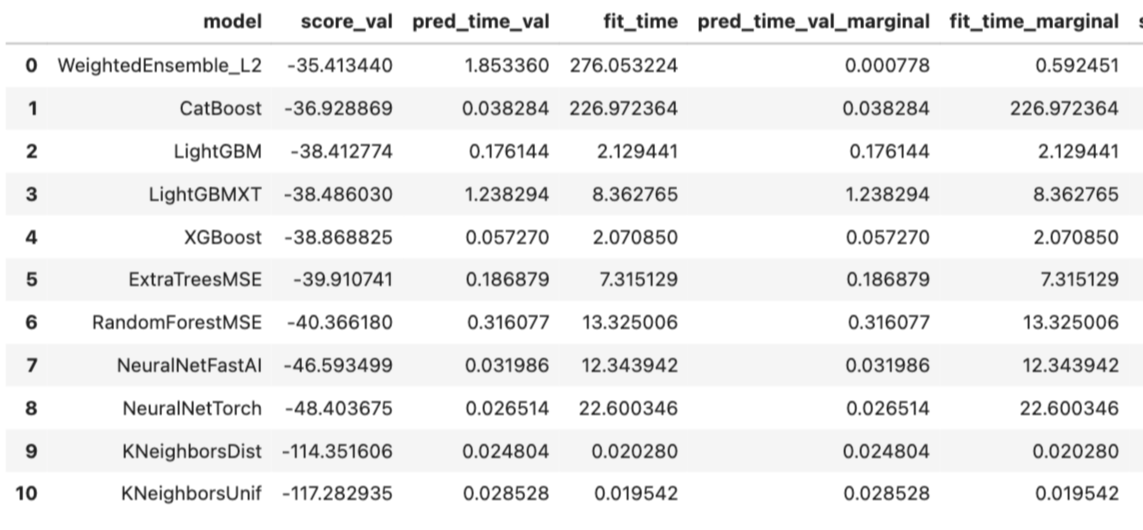 model score_val pred_time_val fit_time pred_time_val_marginal fit_time_marginal
0 WeightedEnsemble_L2 -35.413440 1.853360 276.053224 0.000778 0.592451
1 CatBoost -36.928869 0.038284 226.972364 0.038284 226.972364
2 LightGBM -38.412774 0.176144 2.129441 0.176144 2.129441
3 LightGBMXT -38.486030 1.238294 8.362765 1.238294 8.362765
4 XGBoost -38.868825 0.057270 2.070850 0.057270 2.070850
5 ExtraTreesMSE -39.910741 0.186879 7.315129 0.186879 7.315129
6 RandomForestMSE -40.366180 0.316077 13.325006 0.316077 13.325006
7 NeuralNetFastAI -46.593499 0.031986 12.343942 0.031986 12.343942
8 NeuralNetTorch -48.403675 0.026514 22.600346 0.026514 22.600346
9 KNeighborsDist -114.351606 0.024804 0.020280 0.024804 0.020280
10 KNeighborsUnif -117.282935 0.028528 0.019542 0.028528 0.019542